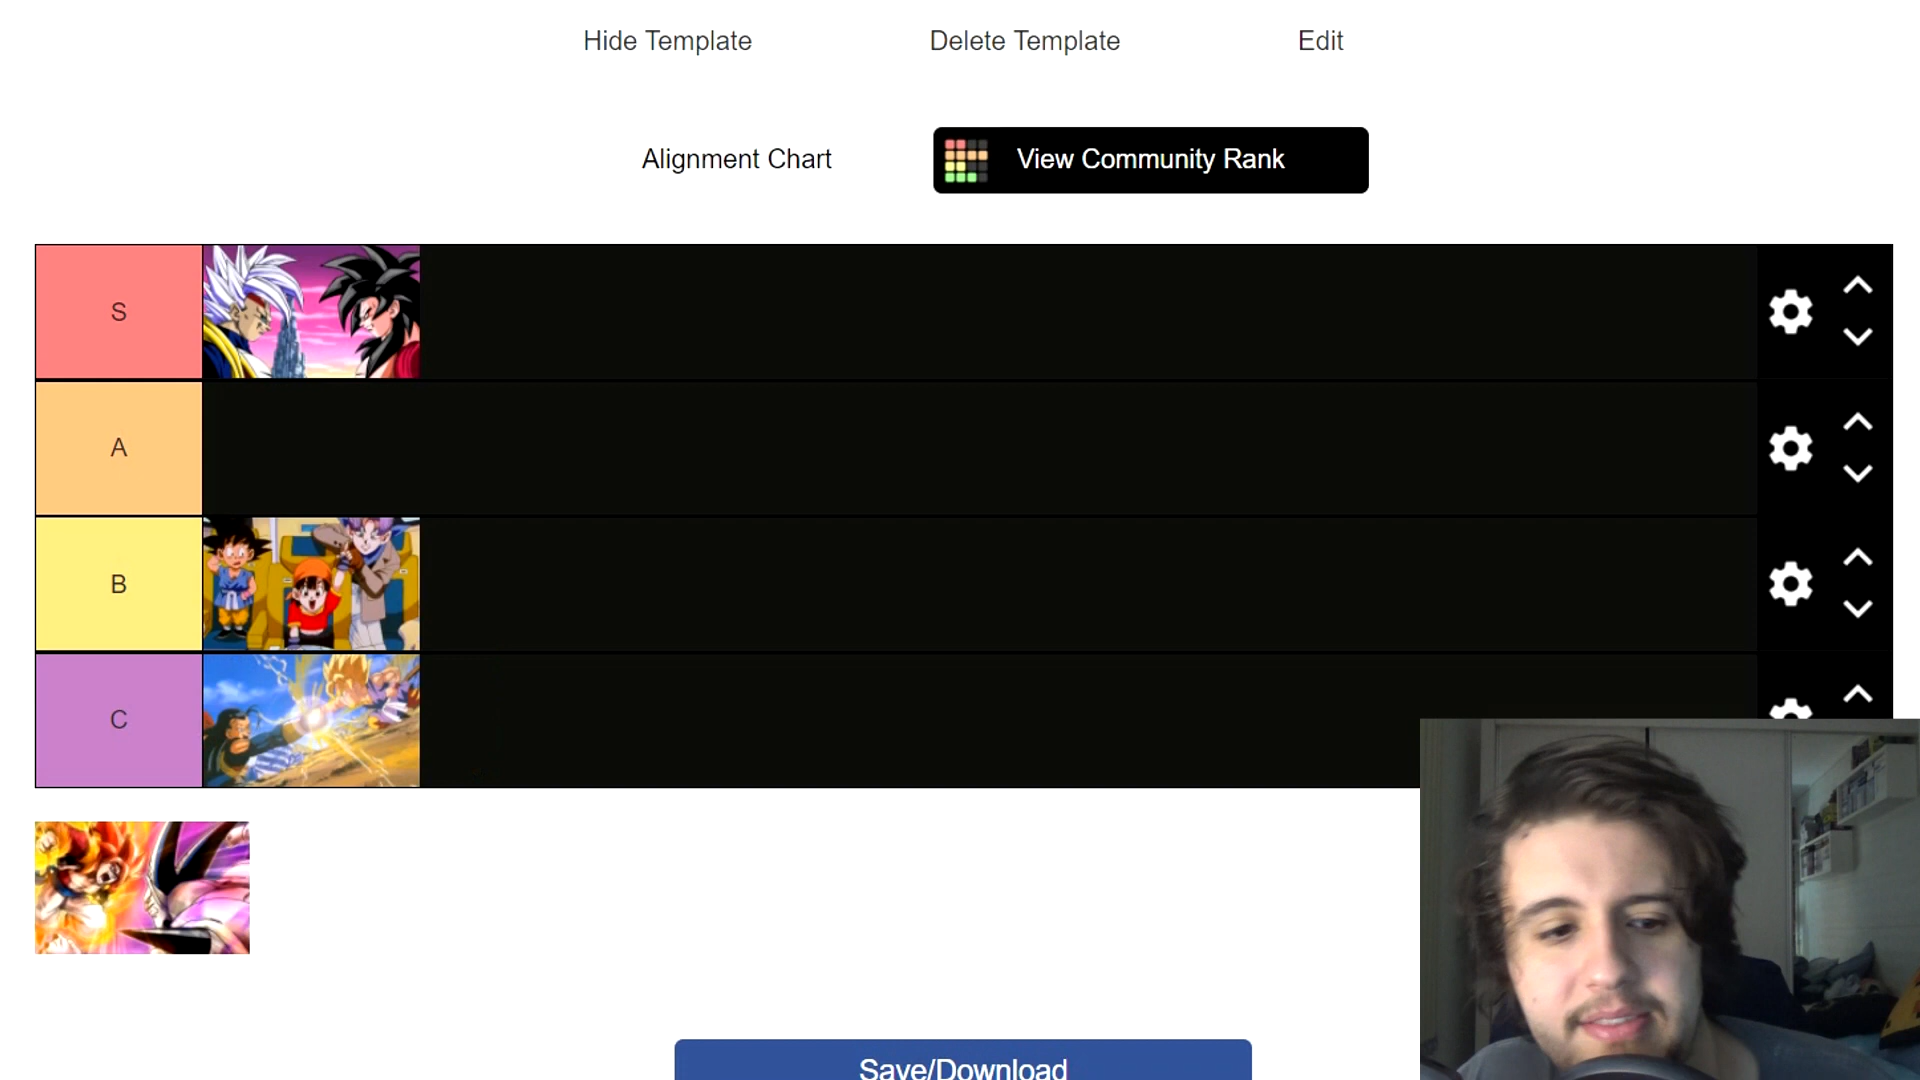 Hide Template
Delete Template
Edit
Alignment Chart
View Community Rank
S
A
B
C
Save/Download